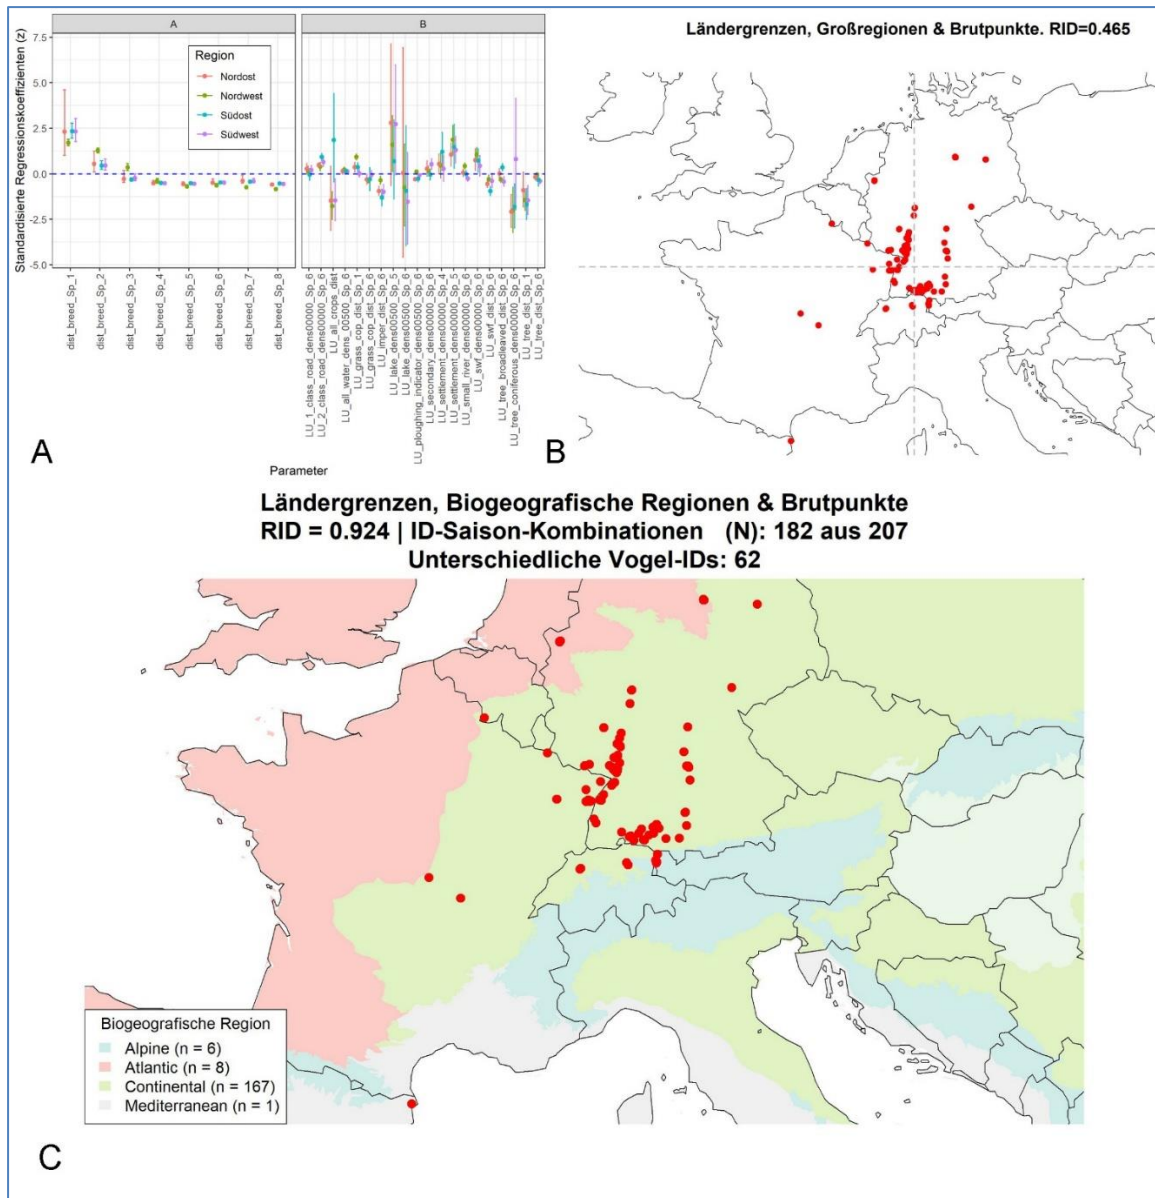 A
B
Standardisierte Regressionskoeffizienten (z)
7.5
5.0
2.5
0.0
-2.5
-5.0
Region
Nordost
Nordwest
Südost
Südwest
dist_breed_Sp_1
dist_breed_Sp_2
dist_breed_Sp_3
dist_breed_Sp_4
dist_breed_Sp_5
dist_breed_Sp_6
dist_breed_Sp_7
dist_breed_Sp_8
LU_1_class_road_dens00000_Sp_6
LU_2_class_road_dens00000_Sp_6
LU_all_crops_dist
LU_all_water_dens_00500_Sp_6
LU_grass_cop_dist_Sp_1
LU_grass_cop_dist_Sp_6
LU_imper_dist_Sp_6
LU_lake_dens00500_Sp_5
LU_lake_dens00500_Sp_6
LU_ploughing_indicator_dens00000_Sp_6
LU_secondary_dens00000_Sp_6
LU_settlement_dens00000_Sp_4
LU_settlement_dens00000_Sp_5
LU_small_river_dens00000_Sp_6
LU_swf_dens00000_Sp_6
LU_swf_dist_Sp_6
LU_tree_broadleaved_dist_Sp_6
LU_tree_coniferous_dens00000_Sp_6
LU_tree_dist_Sp_1
LU_tree_dist_Sp_6
Parameter
A
Ländergrenzen, Großregionen & Brutpunkte. RID=0.465
B
Ländergrenzen, Biogeografische Regionen & Brutpunkte
RID = 0.924 | ID-Saison-Kombinationen (N): 182 aus 207
Unterschiedliche Vogel-IDs: 62
Biogeografische Region
Alpine (n = 6)
Atlantic (n = 8)
Continental (n = 167)
Mediterranean (n = 1)
C